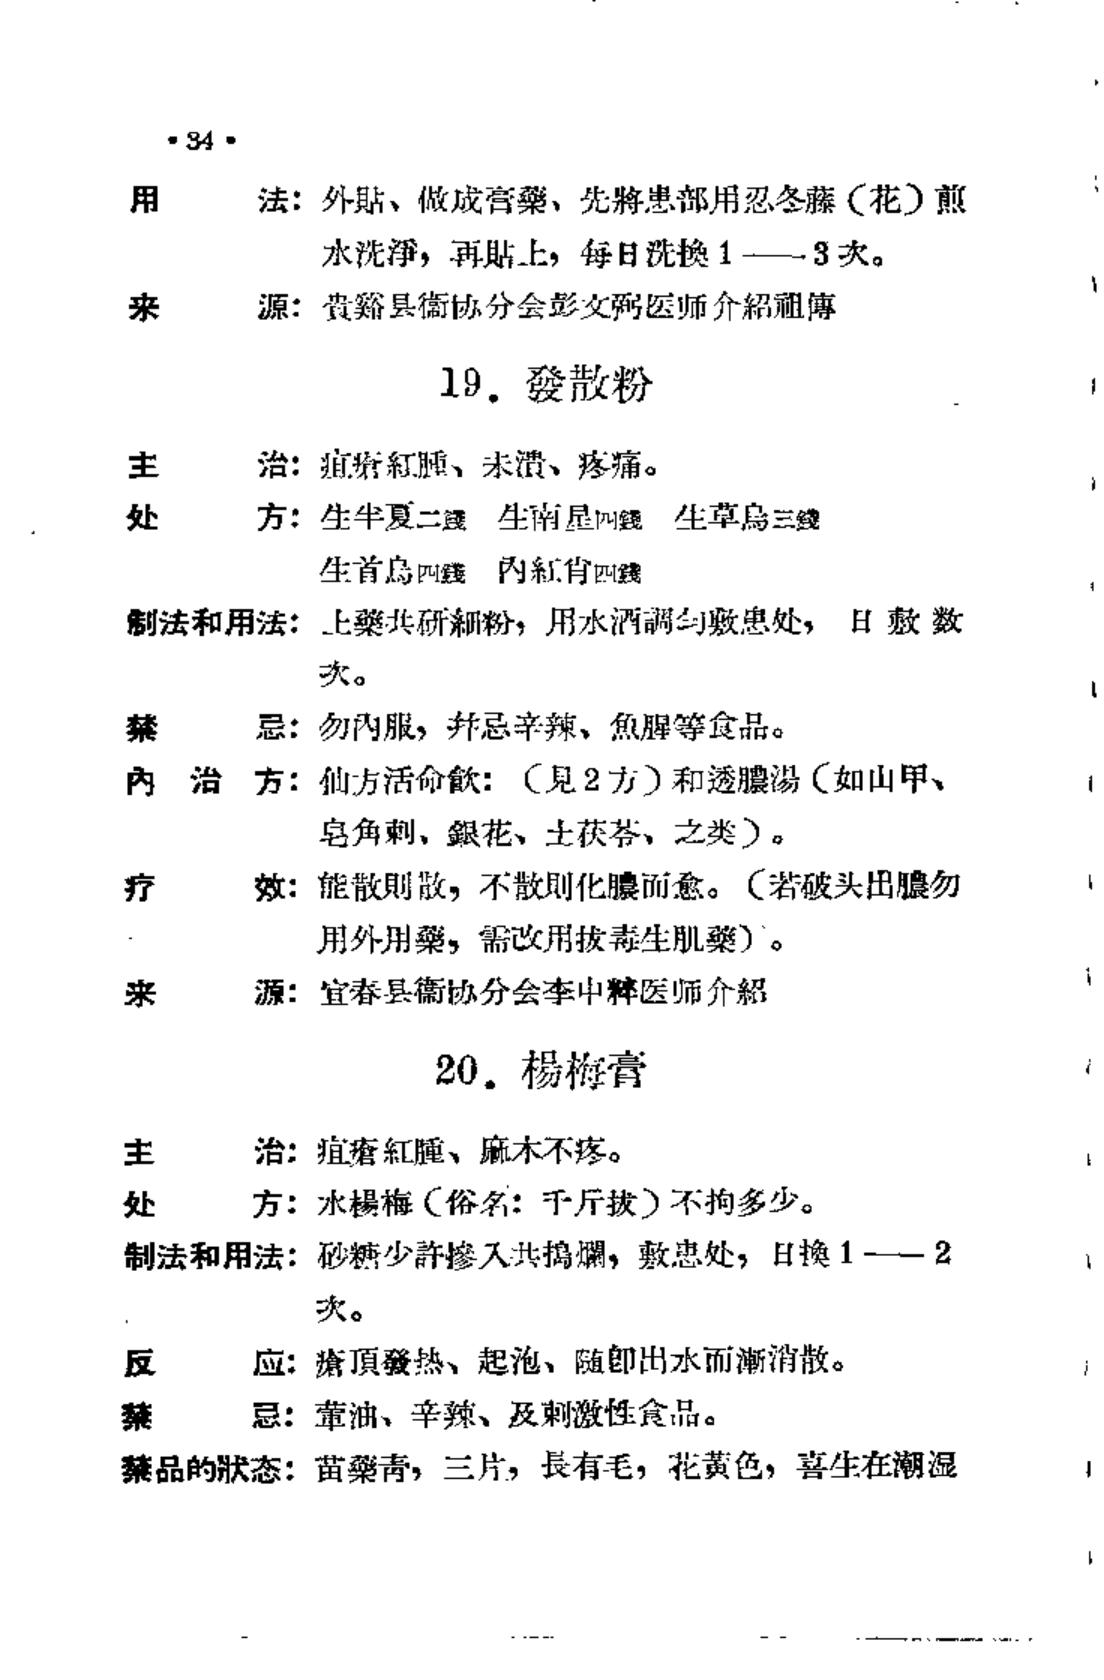 •34•
用　　　法：外貼、做成膏藥、先將患部用忍冬藤（花）煎
水洗淨，再貼上，每日洗換1——3次。
来　　　源：貴谿县衞协分会彭文弼医师介紹祖傳
19．發散粉
主　　　治：疽瘡紅腫、未潰、疼痛。
处　　　方：生半夏二錢　生南星四錢　生草烏三錢
生首烏四錢　內紅肖四錢
制法和用法：上藥共研細粉，用水酒調匀敷患处，日敷数
次。
禁　　　忌：勿內服，幷忌辛辣、魚腥等食品。
內　治　方：仙方活命飮：（見2方）和透膿湯（如山甲、
皂角刺、銀花、土茯苓、之类）。
疗　　　效：能散則散，不散則化膿而愈。（若破头出膿勿
用外用藥，需改用拔毒生肌藥）。
来　　　源：宜春县衞协分会李中粹医师介紹
20．楊梅膏
主　　　治：疽瘡紅腫、麻木不疼。
处　　　方：水楊梅（俗名：千斤拔）不拘多少。
制法和用法：砂糖少許摻入共搗爛，敷患处，日換1——2
次。
反　　　应：瘡頂發热、起泡、随卽出水而漸消散。
禁　　　忌：葷油、辛辣、及刺激性食品。
藥品的狀态：苗藥靑，三片，長有毛，花黃色，喜生在潮湿